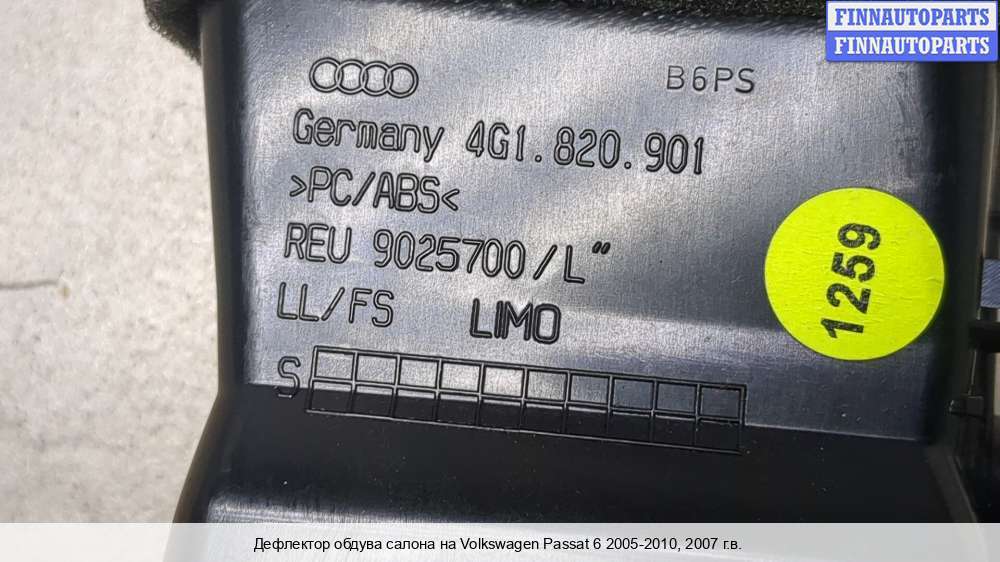 FINNAUTOPARTS
FINNAUTOPARTS
B6PS
Germany 4G1.820.901
>PC/ABS<
REU 9025700/L"
LL/FS LIMO
S
1259
Дефлектор обдува салона на Volkswagen Passat 6 2005-2010, 2007 г.в.